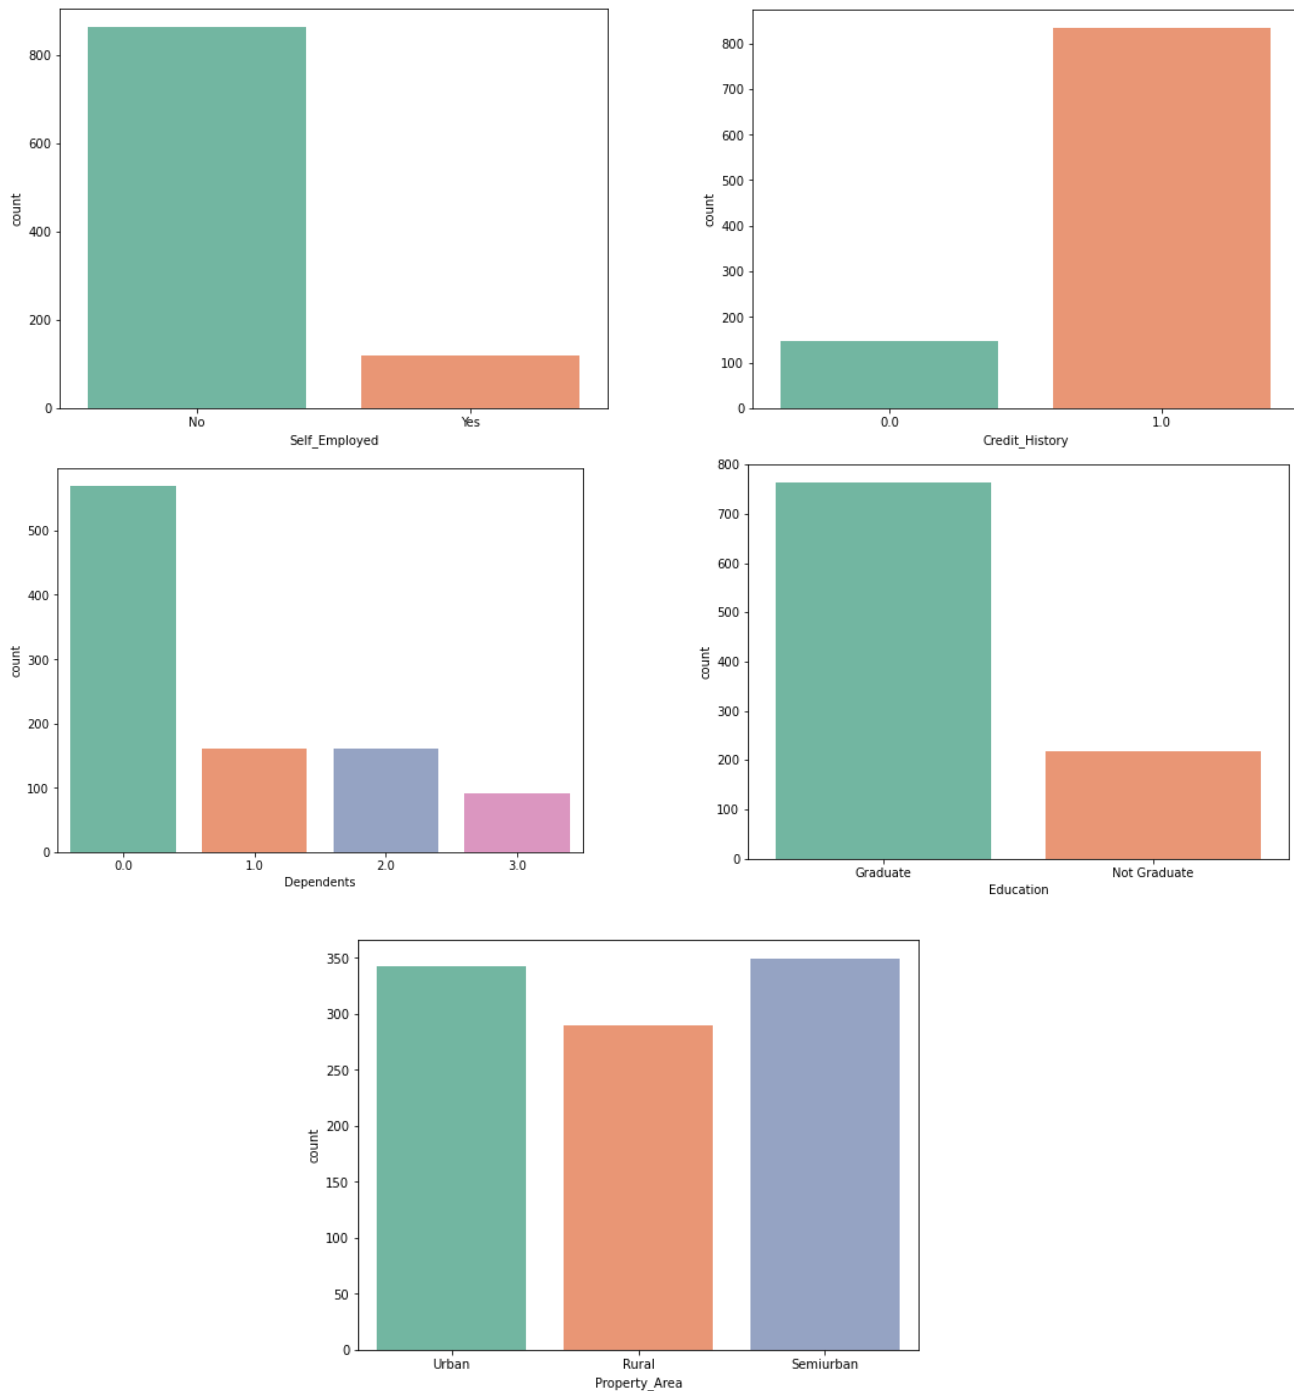 800
600
400
200
0
count
No Yes
Self_Employed
800
700
600
500
400
300
200
100
0
count
0.0 1.0
Credit_History
500
400
300
200
100
0
count
0.0 1.0 2.0 3.0
Dependents
800
700
600
500
400
300
200
100
0
count
Graduate Not Graduate
Education
350
300
250
200
150
100
50
0
count
Urban Rural Semiurban
Property_Area